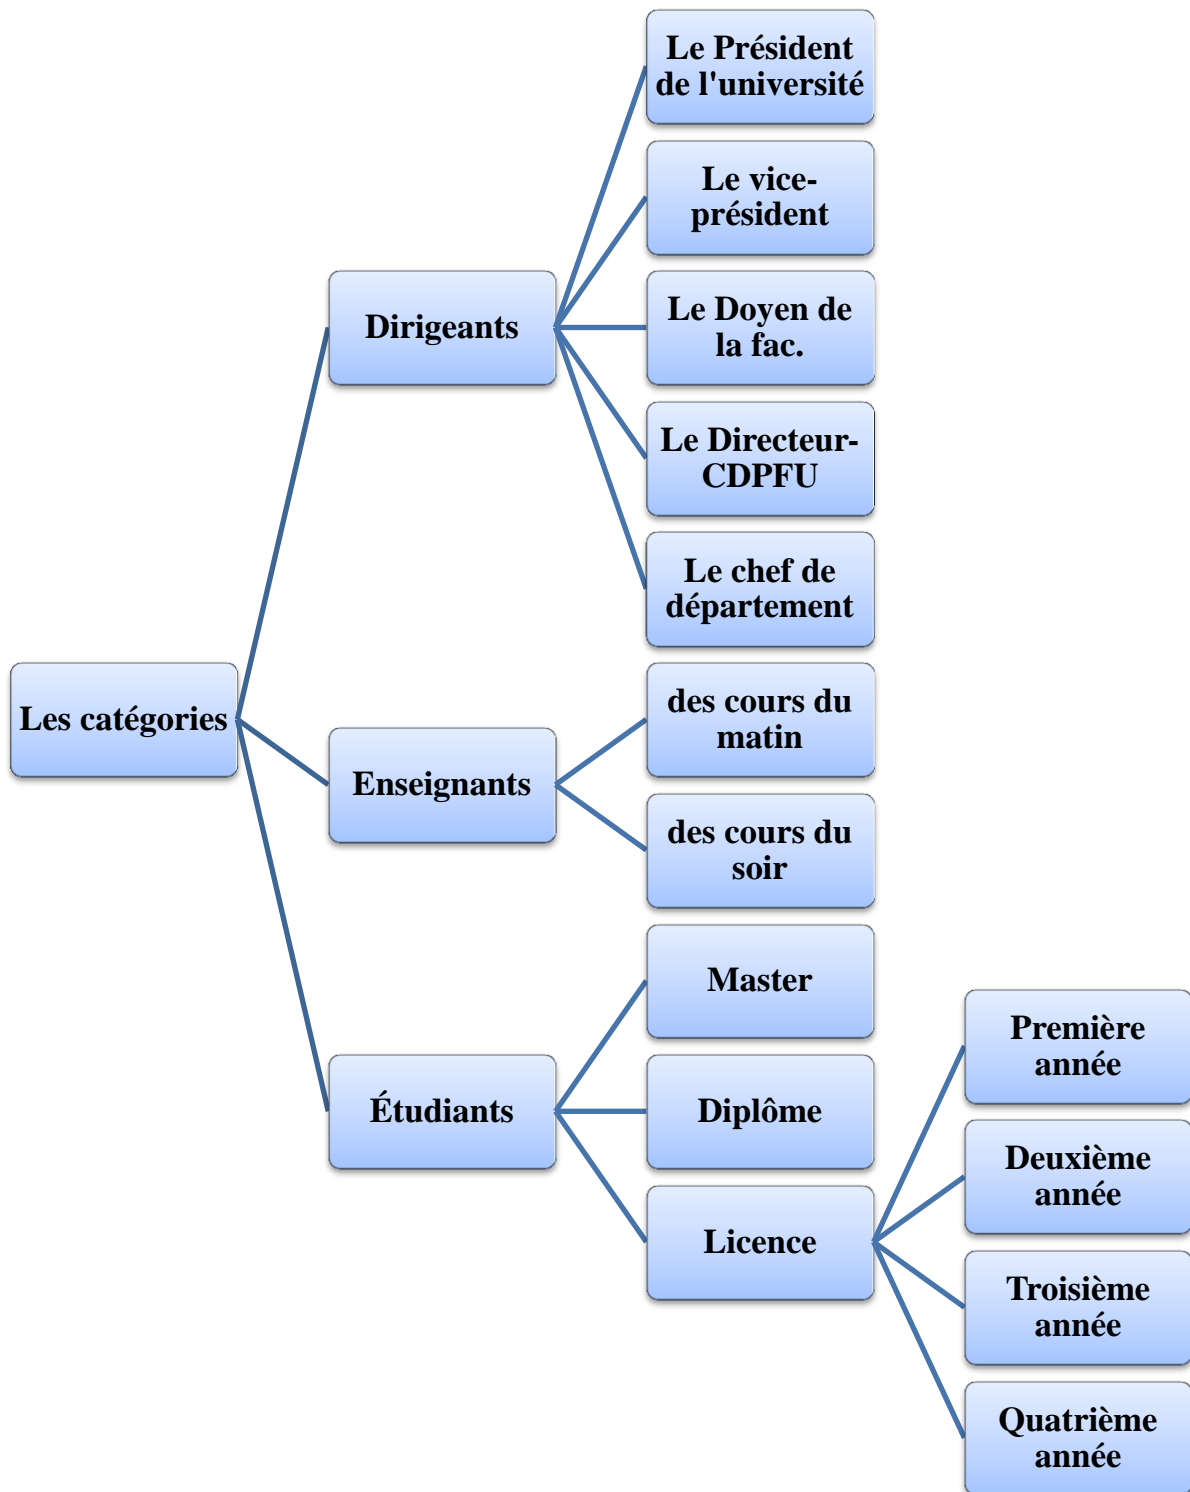 Les catégories
Dirigeants
Le Président
de l'université
Le vice-
président
Le Doyen de
la fac.
Le Directeur-
CDPFU
Le chef de
département
Enseignants
des cours du
matin
des cours du
soir
Étudiants
Master
Diplôme
Licence
Première
année
Deuxième
année
Troisième
année
Quatrième
année